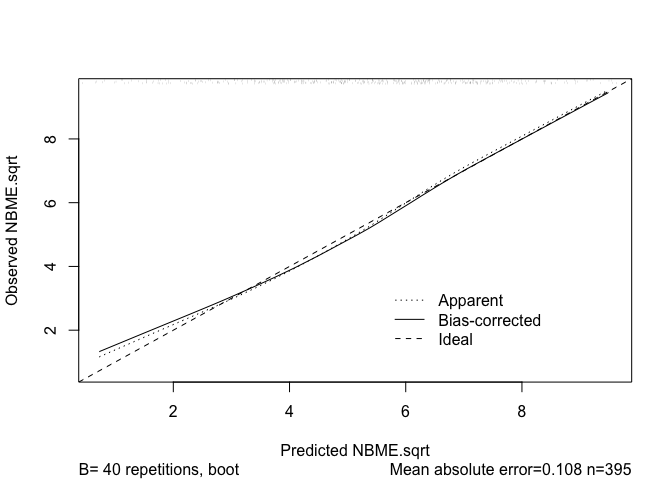 Observed NBME.sqrt
8
6
4
2
Apparent
Bias-corrected
Ideal
2 4 6 8
Predicted NBME.sqrt
B= 40 repetitions, boot Mean absolute error=0.108 n=395